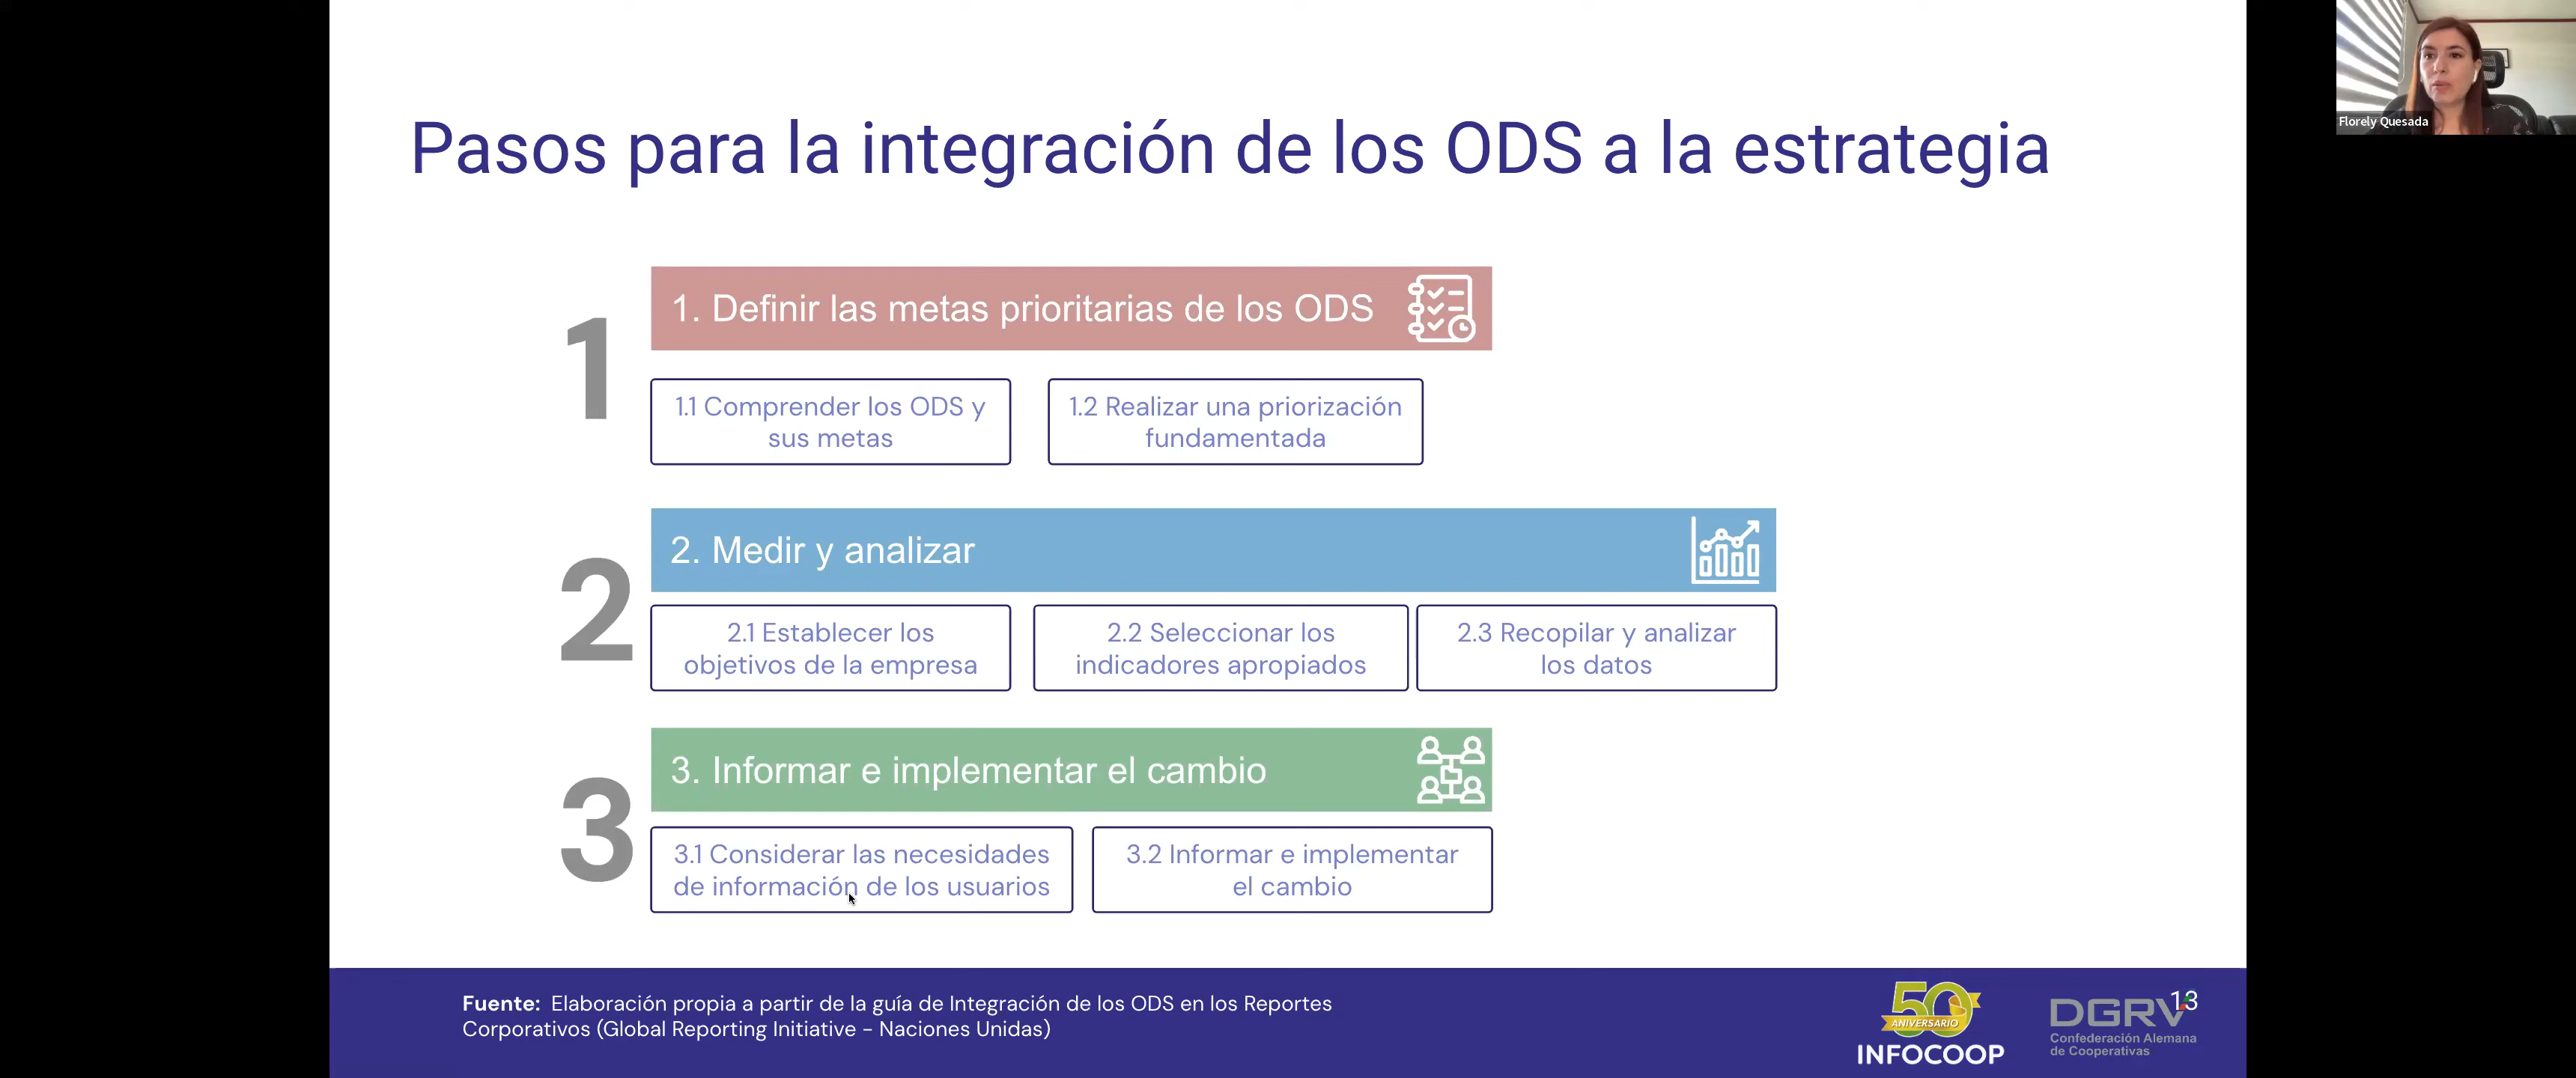 Pasos para la integración de los ODS a la estrategia
Florely Quesada
1
1. Definir las metas prioritarias de los ODS
1.1 Comprender los ODS y
sus metas
1.2 Realizar una priorización
fundamentada
2
2. Medir y analizar
2.1 Establecer los
objetivos de la empresa
2.2 Seleccionar los
indicadores apropiados
2.3 Recopilar y analizar
los datos
3
3. Informar e implementar el cambio
3.1 Considerar las necesidades
de información de los usuarios
3.2 Informar e implementar
el cambio
Fuente: Elaboración propia a partir de la guía de Integración de los ODS en los Reportes
Corporativos (Global Reporting Initiative - Naciones Unidas)
50
ANIVERSARIO
INFOCOOP
DGRV
Confederación Alemana
de Cooperativas
13